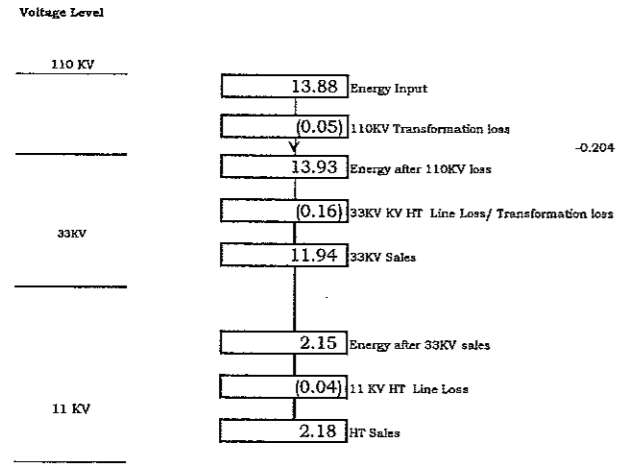 Voltage Level
110 KV
13.88 Energy Input
(0.05) 110KV Transformation loss
-0.204
13.93 Energy after 110KV loss
(0.16) 33KV KV HT Line Loss/ Transformation loss
33KV
11.94 33KV Sales
2.15 Energy after 33KV sales
(0.04) 11 KV HT Line Loss
11 KV
2.18 HT Sales